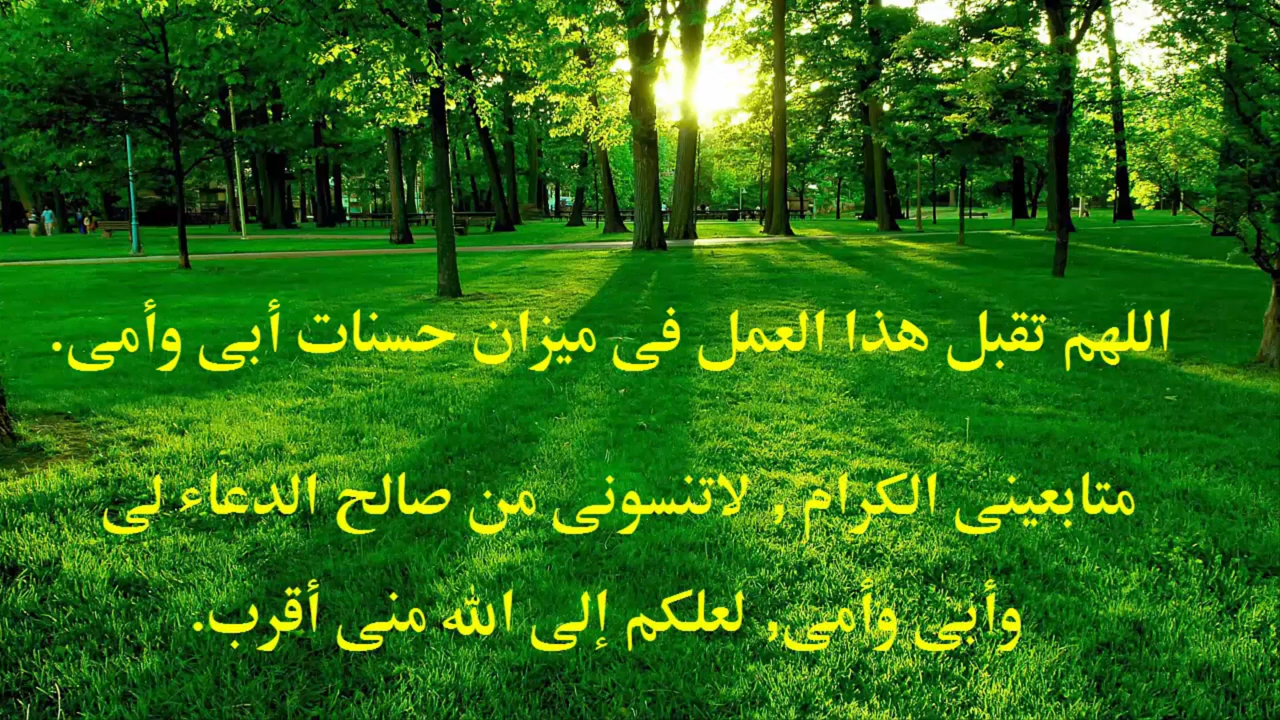 اللهم تقبل هذا العمل فى ميزان حسنات أبى وأمى.
متابعينى الكرام, لاتنسونى من صالح الدعاء لى
وأبى وأمى, لعلكم إلى الله منى أقرب.